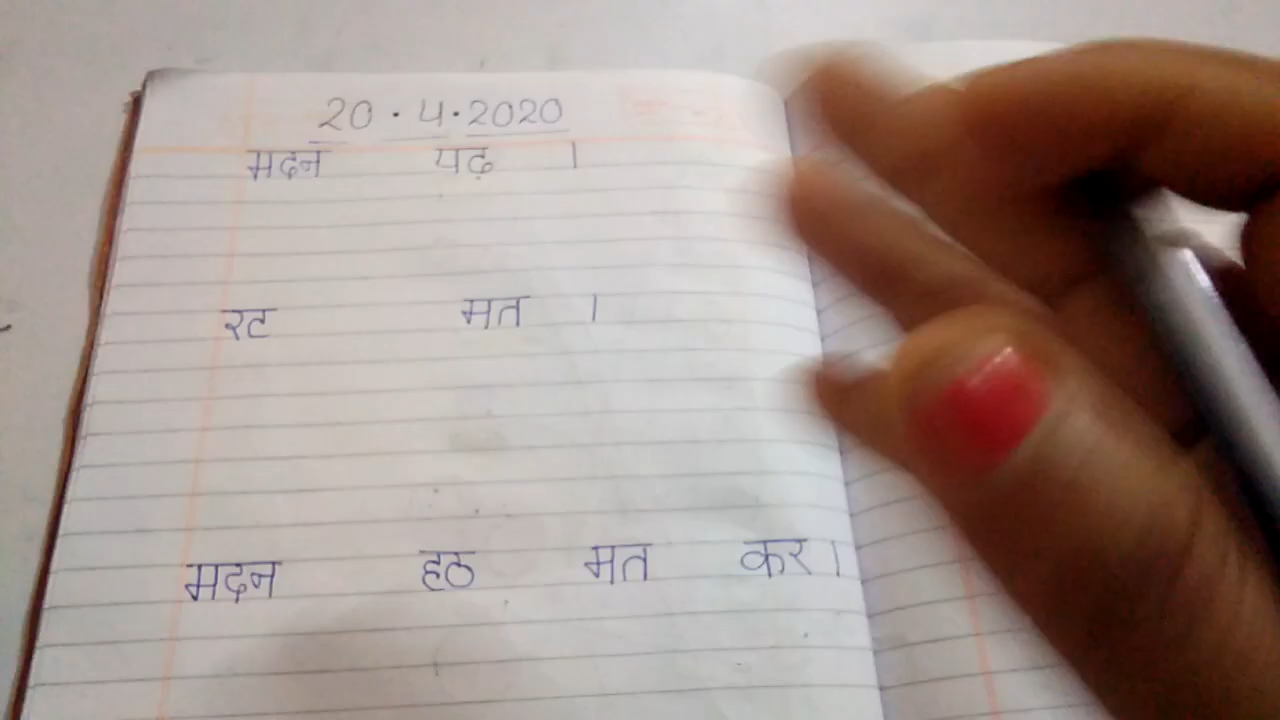 20.4.2020
मदन पढ़ ।
रट मत ।
मदन हठ मत कर।